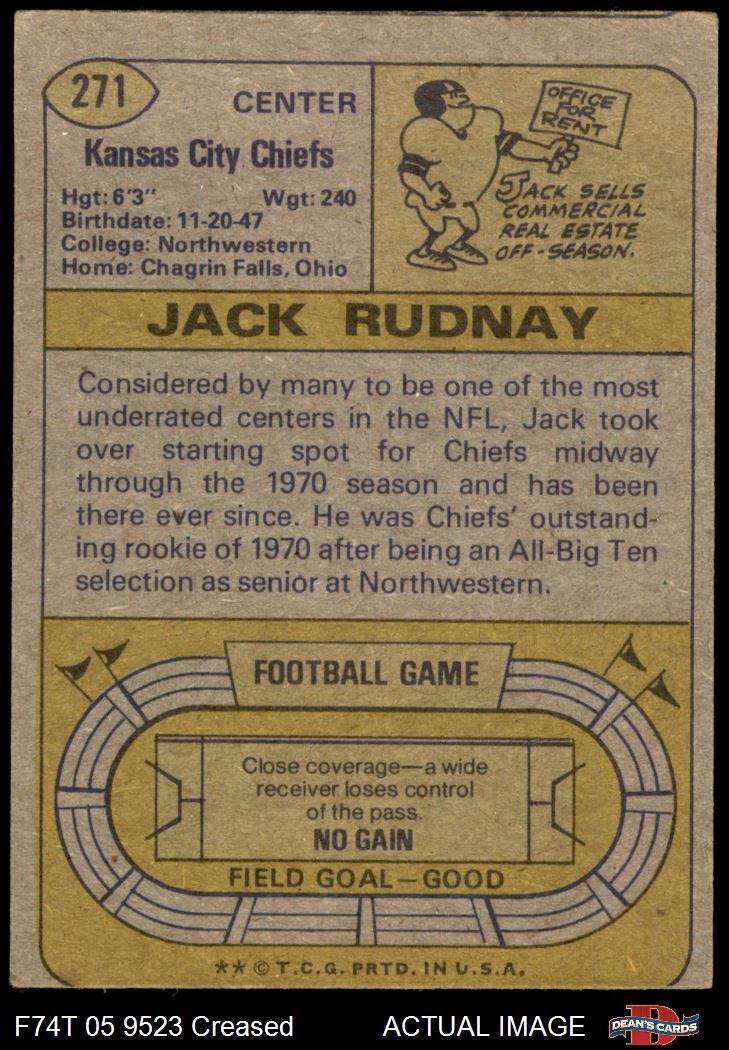 271
CENTER
Kansas City Chiefs
Hgt: 6'3" Wgt: 240
Birthdate: 11-20-47
College: Northwestern
Home: Chagrin Falls, Ohio
OFFICE
FOR
RENT
JACK SELLS
COMMERCIAL
REAL ESTATE
OFF-SEASON.
JACK RUDNAY
Considered by many to be one of the most
underrated centers in the NFL, Jack took
over starting spot for Chiefs midway
through the 1970 season and has been
there ever since. He was Chiefs' outstand-
ing rookie of 1970 after being an All-Big Ten
selection as senior at Northwestern.
FOOTBALL GAME
Close coverage—a wide
receiver loses control
of the pass.
NO GAIN
FIELD GOAL—GOOD
** © T.C.G. PRTD. IN U.S.A.
F74T 05 9523 Creased ACTUAL IMAGE
DEAN'S CARDS